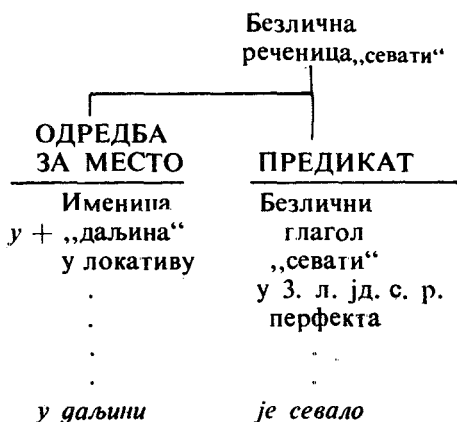 Безлична
реченица„севати“
ОДРЕДБА
ЗА МЕСТО
ПРЕДИКАТ
Именица
у + „даљина“
у локативу
.
.
.
у даљини
Безлични
глагол
„севати“
у 3. л. јд. с. р.
перфекта
.
.
.
је севало